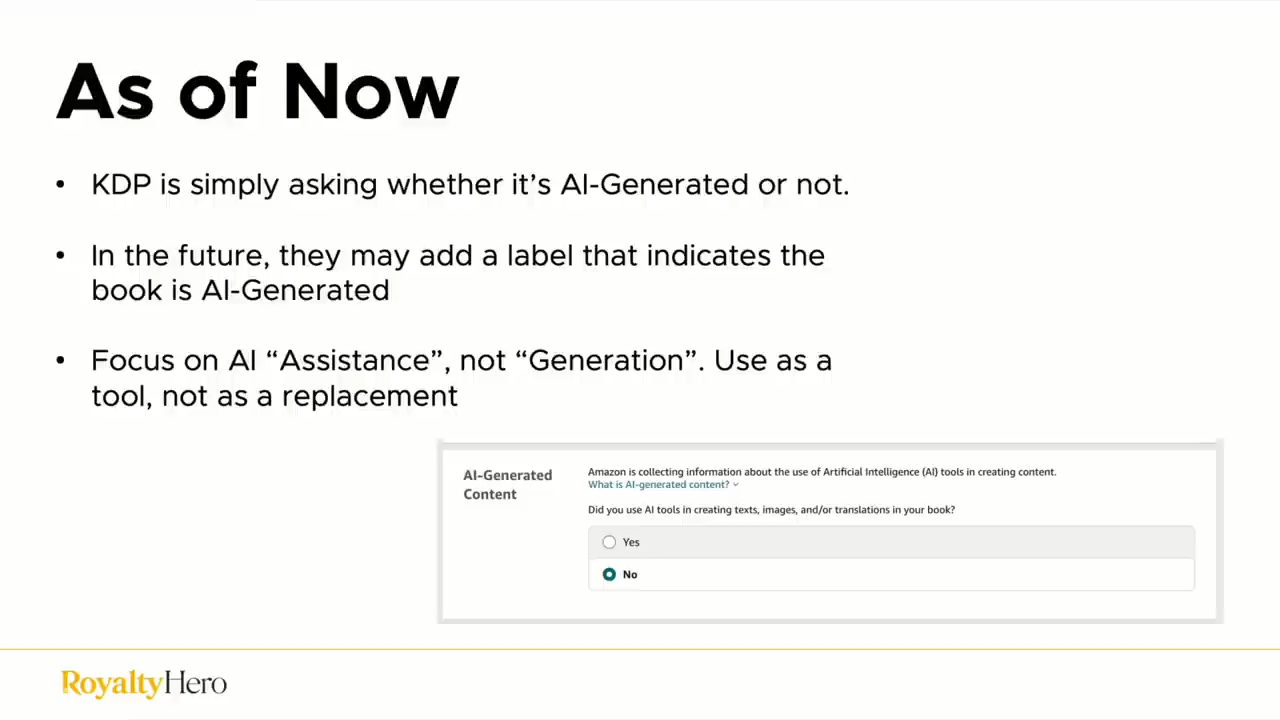 As of Now
• KDP is simply asking whether it’s AI-Generated or not.
• In the future, they may add a label that indicates the
book is AI-Generated
• Focus on AI “Assistance”, not “Generation”. Use as a
tool, not as a replacement
AI-Generated
Content
Amazon is collecting information about the use of Artificial Intelligence (AI) tools in creating content.
What is AI-generated content?
Did you use AI tools in creating texts, images, and/or translations in your book?
Yes
No
RoyaltyHero